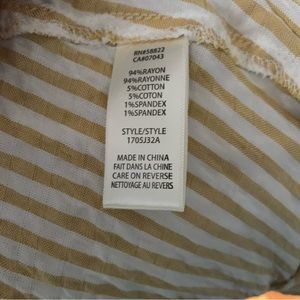 RN#58822
CA#07043
94%RAYON
94%RAYONNE
5%COTTON
5%COTON
1%SPANDEX
1%SPANDEX
STYLE/STYLE
1705J32A
MADE IN CHINA
FAIT DANS LA CHINE
CARE ON REVERSE
NETTOYAGE AU REVERS